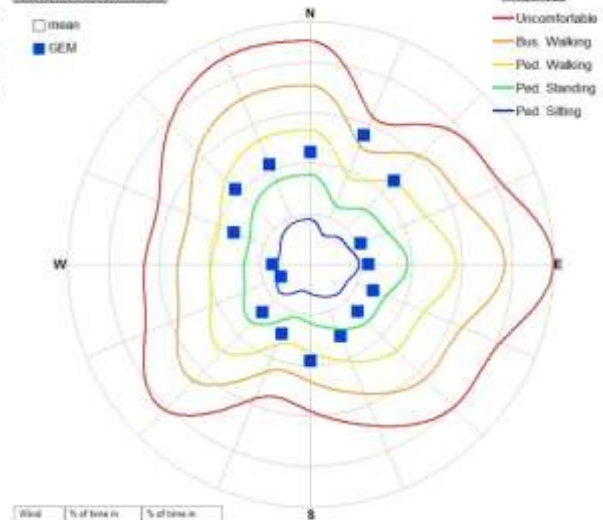 N
mean
GEM
Uncomfortable
Bus. Walking
Ped. Walking
Ped. Standing
Ped. Sitting
W
E
S
Wind
% of time in
% of time in